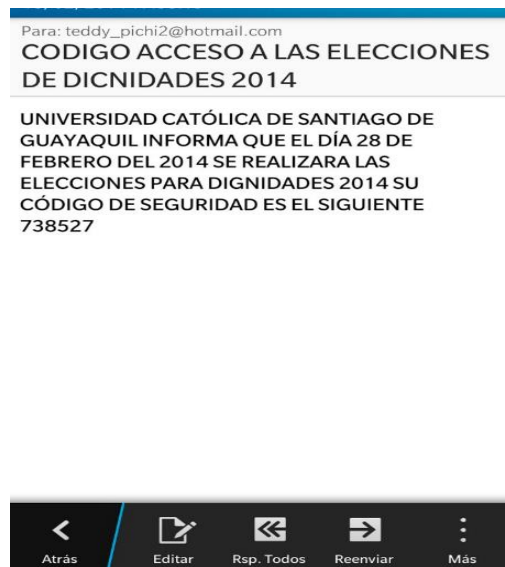 Para: teddy_pichi2@hotmail.com
CODIGO ACCESO A LAS ELECCIONES
DE DICNIDADES 2014
UNIVERSIDAD CATÓLICA DE SANTIAGO DE
GUAYAQUIL INFORMA QUE EL DÍA 28 DE
FEBRERO DEL 2014 SE REALIZARA LAS
ELECCIONES PARA DIGNIDADES 2014 SU
CÓDIGO DE SEGURIDAD ES EL SIGUIENTE
738527
Atrás Editar Rsp. Todos Reenviar Más